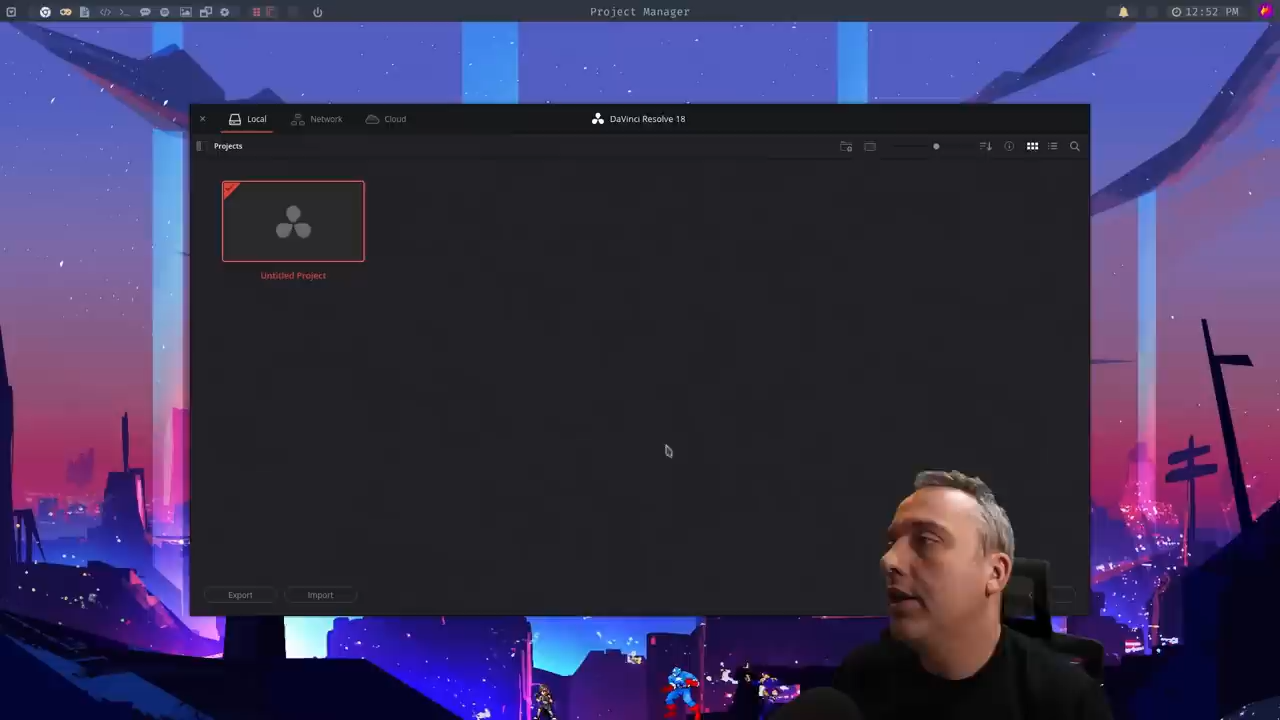 Project Manager
12:52 PM
Local
Network
Cloud
DaVinci Resolve 18
Projects
Untitled Project
Export
Import